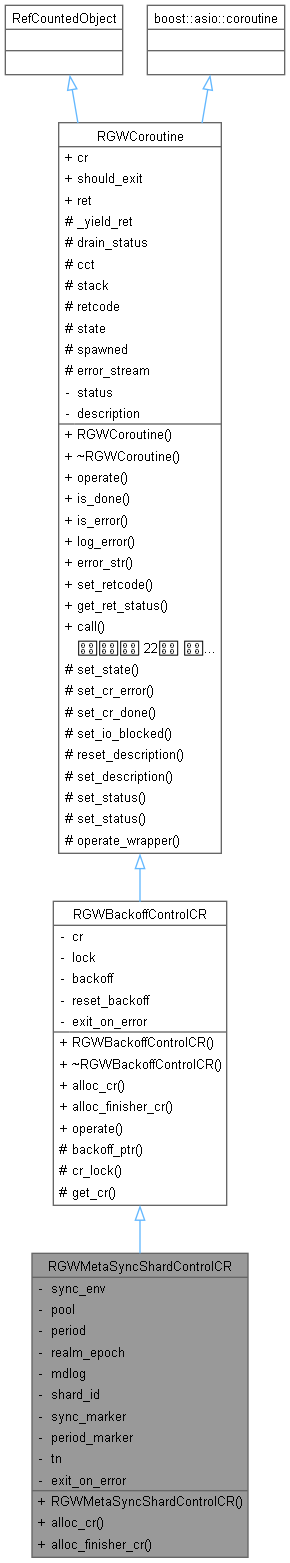 RefCountedObject
boost::asio::coroutine
RGWCoroutine
+ cr
+ should_exit
+ ret
# _yield_ret
# drain_status
# cct
# stack
# retcode
# state
# spawned
# error_stream
- status
- description
+ RGWCoroutine()
+ ~RGWCoroutine()
+ operate()
+ is_done()
+ is_error()
+ log_error()
+ error_str()
+ set_retcode()
+ get_ret_status()
+ call()
22 ...
# set_state()
# set_cr_error()
# set_cr_done()
# set_io_blocked()
# reset_description()
# set_description()
# set_status()
# set_status()
# operate_wrapper()
RGWBackoffControlCR
- cr
- lock
- backoff
- reset_backoff
- exit_on_error
+ RGWBackoffControlCR()
+ ~RGWBackoffControlCR()
+ alloc_cr()
+ alloc_finisher_cr()
+ operate()
# backoff_ptr()
# cr_lock()
# get_cr()
RGWMetaSyncShardControlCR
- sync_env
- pool
- period
- realm_epoch
- mdlog
- shard_id
- sync_marker
- period_marker
- tn
- exit_on_error
+ RGWMetaSyncShardControlCR()
+ alloc_cr()
+ alloc_finisher_cr()